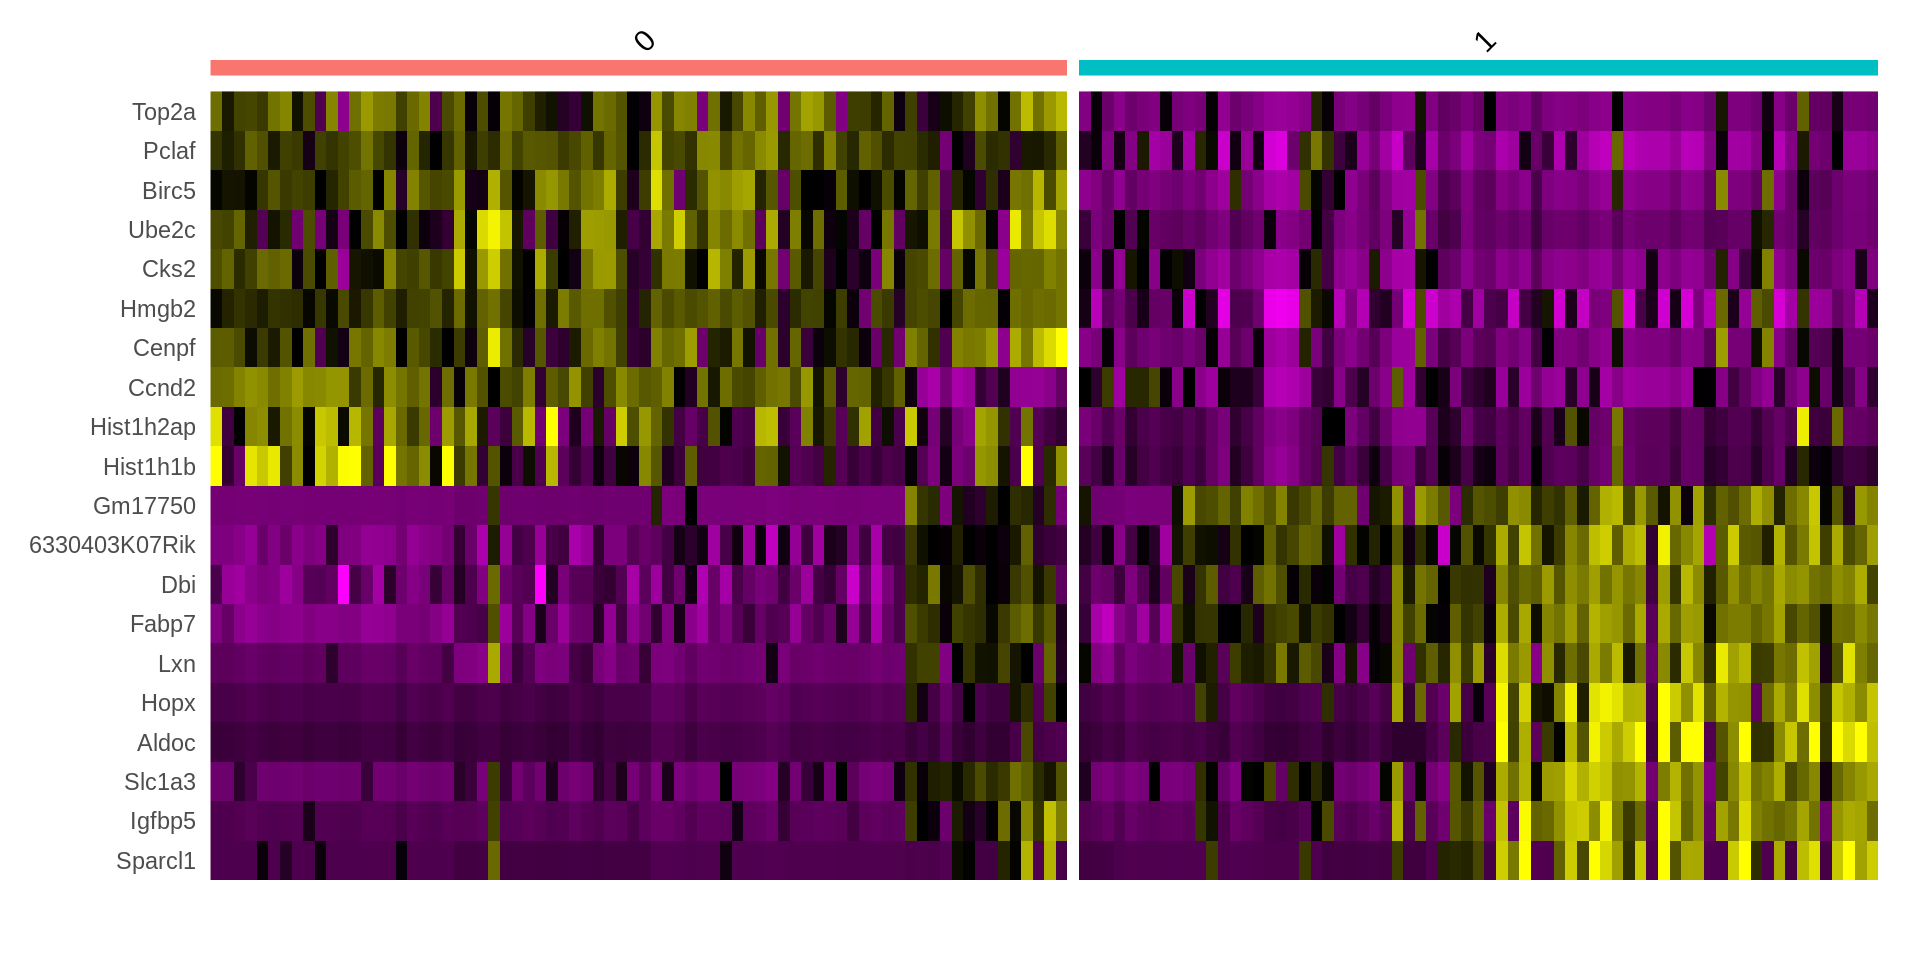 0
1
Top2a
Pclaf
Birc5
Ube2c
Cks2
Hmgb2
Cenpf
Ccnd2
Hist1h2ap
Hist1h1b
Gm17750
6330403K07Rik
Dbi
Fabp7
Lxn
Hopx
Aldoc
Slc1a3
Igfbp5
Sparcl1